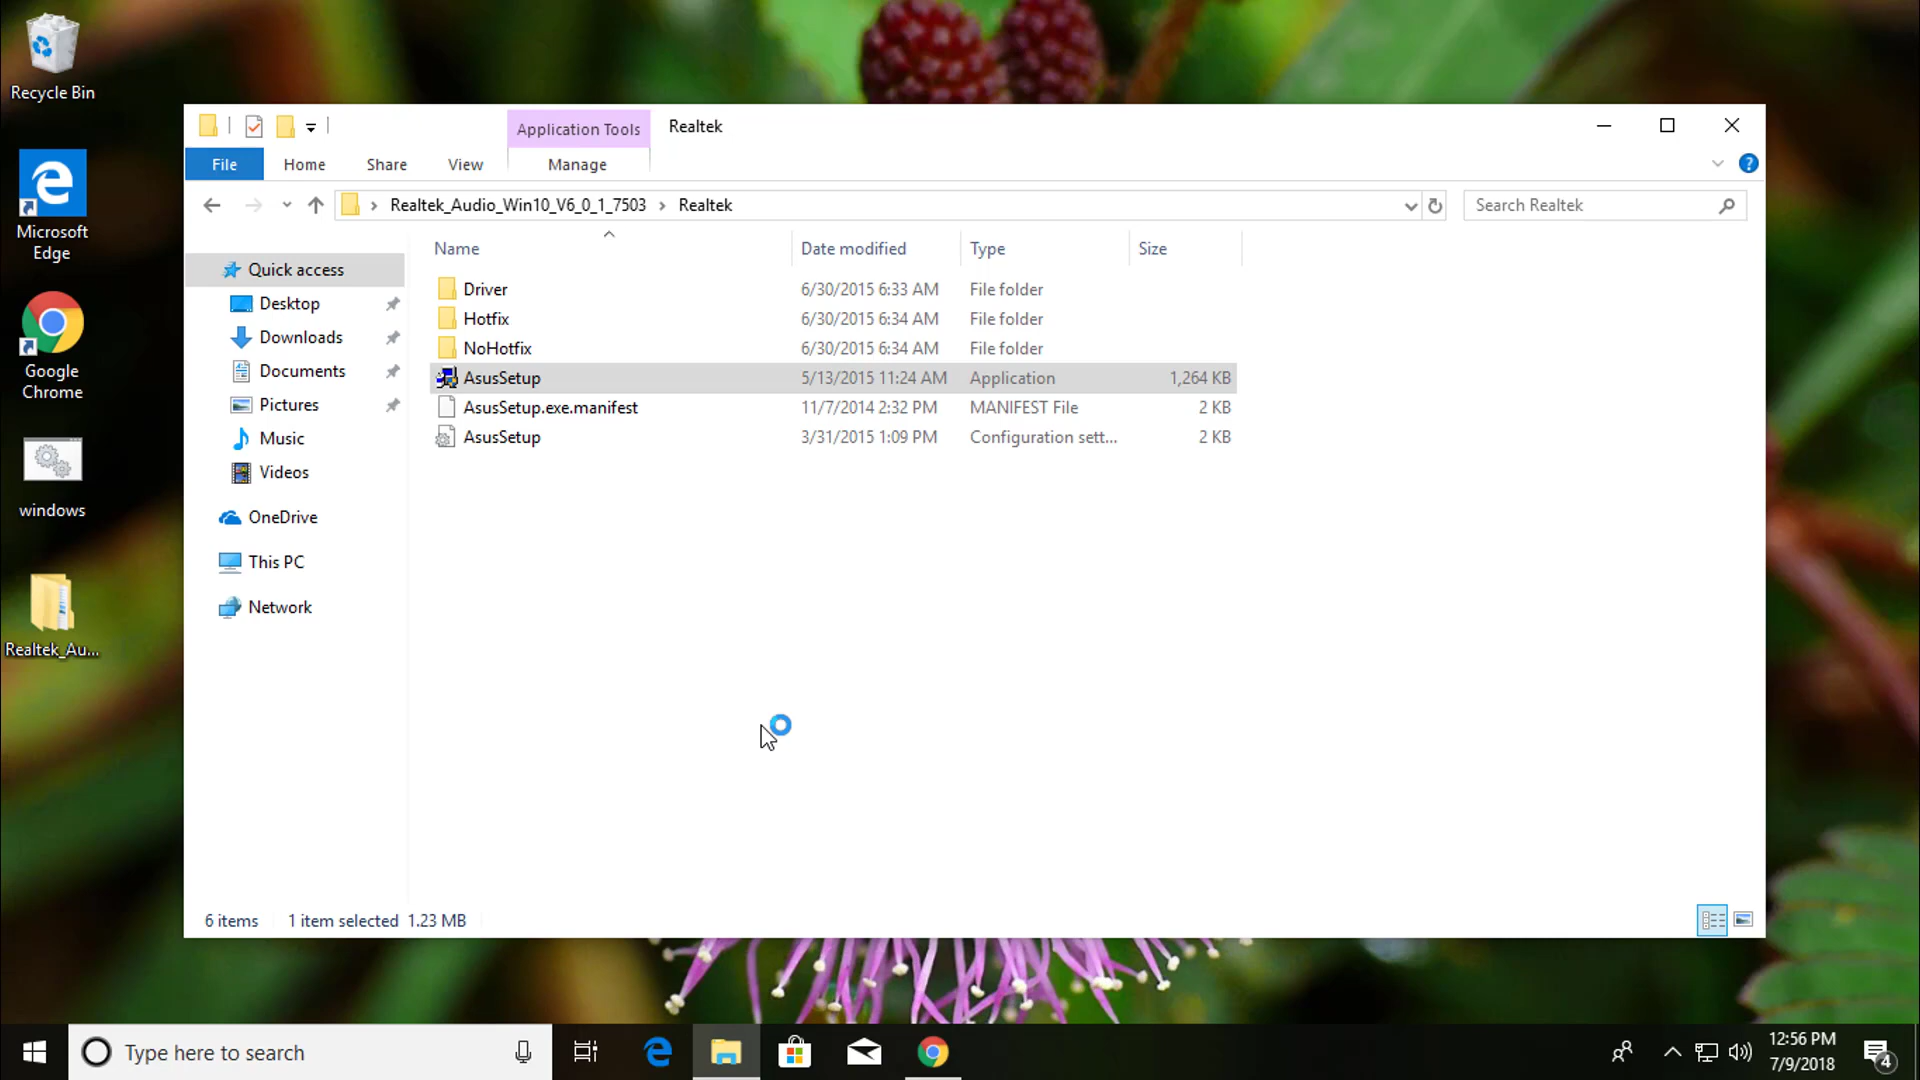 Recycle Bin
Microsoft
Edge
Google
Chrome
windows
Realtek_Au...
Application Tools
Realtek
File
Home
Share
View
Manage
?
Realtek_Audio_Win10_V6_0_1_7503 > Realtek
Search Realtek
Name
Date modified
Type
Size
Quick access
Desktop
Downloads
Documents
Pictures
Music
Videos
OneDrive
This PC
Network
Driver 6/30/2015 6:33 AM File folder
Hotfix 6/30/2015 6:34 AM File folder
NoHotfix 6/30/2015 6:34 AM File folder
AsusSetup 5/13/2015 11:24 AM Application 1,264 KB
AsusSetup.exe.manifest 11/7/2014 2:32 PM MANIFEST File 2 KB
AsusSetup 3/31/2015 1:09 PM Configuration sett... 2 KB
6 items 1 item selected 1.23 MB
Type here to search
12:56 PM
7/9/2018
4